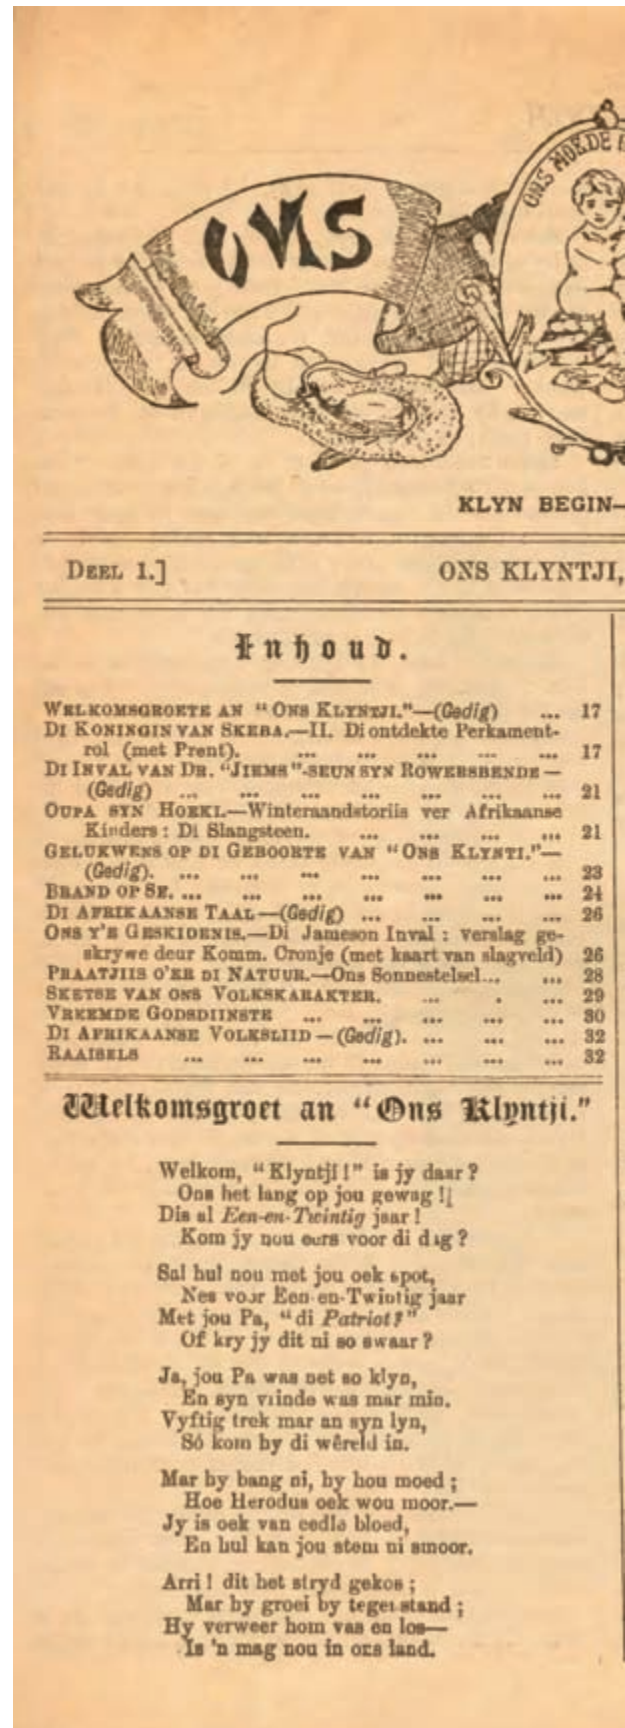 ONS
ONS MOEDE
KLYN BEGIN—
DEEL 1.] ONS KLYNTJI,
Inhoud.
WELKOMSGROETE AN "ONS KLYNTJI."—(Gedig) ... 17
DI KONINGIN VAN SKEBA.—II. Di ontdekte Perkament-
rol (met Prent). ... ... ... ... ... 17
DI INVAL VAN DR. "JIEMS"-SEUN SYN ROWERSBENDE—
(Gedig) ... ... ... ... ... ... ... 21
OUPA SYN HOEKI.—Winteraandstoriis ver Afrikaanse
Kinders: Di Slangsteen. ... ... ... ... 21
GELUKWENS OP DI GEBOORTE VAN "ONS KLYNTI."—
(Gedig). ... ... ... ... ... ... ... 23
BRAND OP SE. ... ... ... ... ... ... ... 24
DI AFRIKAANSE TAAL—(Gedig) ... ... ... ... 26
ONS Y'E GESKIDENIS.—Di Jameson Inval: verslag ge-
skrywe deur Komm. Cronje (met kaart van slagveld) 26
PRAATJIIS O'ER DI NATUUR.—Ons Sonnestelsel... ... 28
SKETSE VAN ONS VOLKSKARAKTER. ... . ... 29
VREEMDE GODSDIINSTE ... ... ... ... ... 30
DI AFRIKAANSE VOLKSLIID—(Gedig). ... ... ... 32
RAAISELS ... ... ... ... ... ... ... 32
Welkomsgroet an "Ons Klyntji."
Welkom, "Klyntji!" is jy daar?
Ons het lang op jou gewag!
Dis al Een-en-Twintig jaar!
Kom jy nou eers voor di dag?
Sal hul nou met jou oek spot,
Nes voor Een-en-Twintig jaar
Met jou Pa, "di Patriot?"
Of kry jy dit ni so swaar?
Ja, jou Pa was net so klyn,
En syn vriinde was mar min.
Vyftig trek mar an syn lyn,
Só kom hy di wêreld in.
Mar hy bang ni, hy hou moed;
Hoe Herodus oek wou moor.—
Jy is oek van eedle bloed,
En hul kan jou stem ni smoor.
Arri! dit het stryd gekos;
Mar hy groei by tegenstand;
Hy verweer hom vas en los—
Is 'n mag nou in ons land.